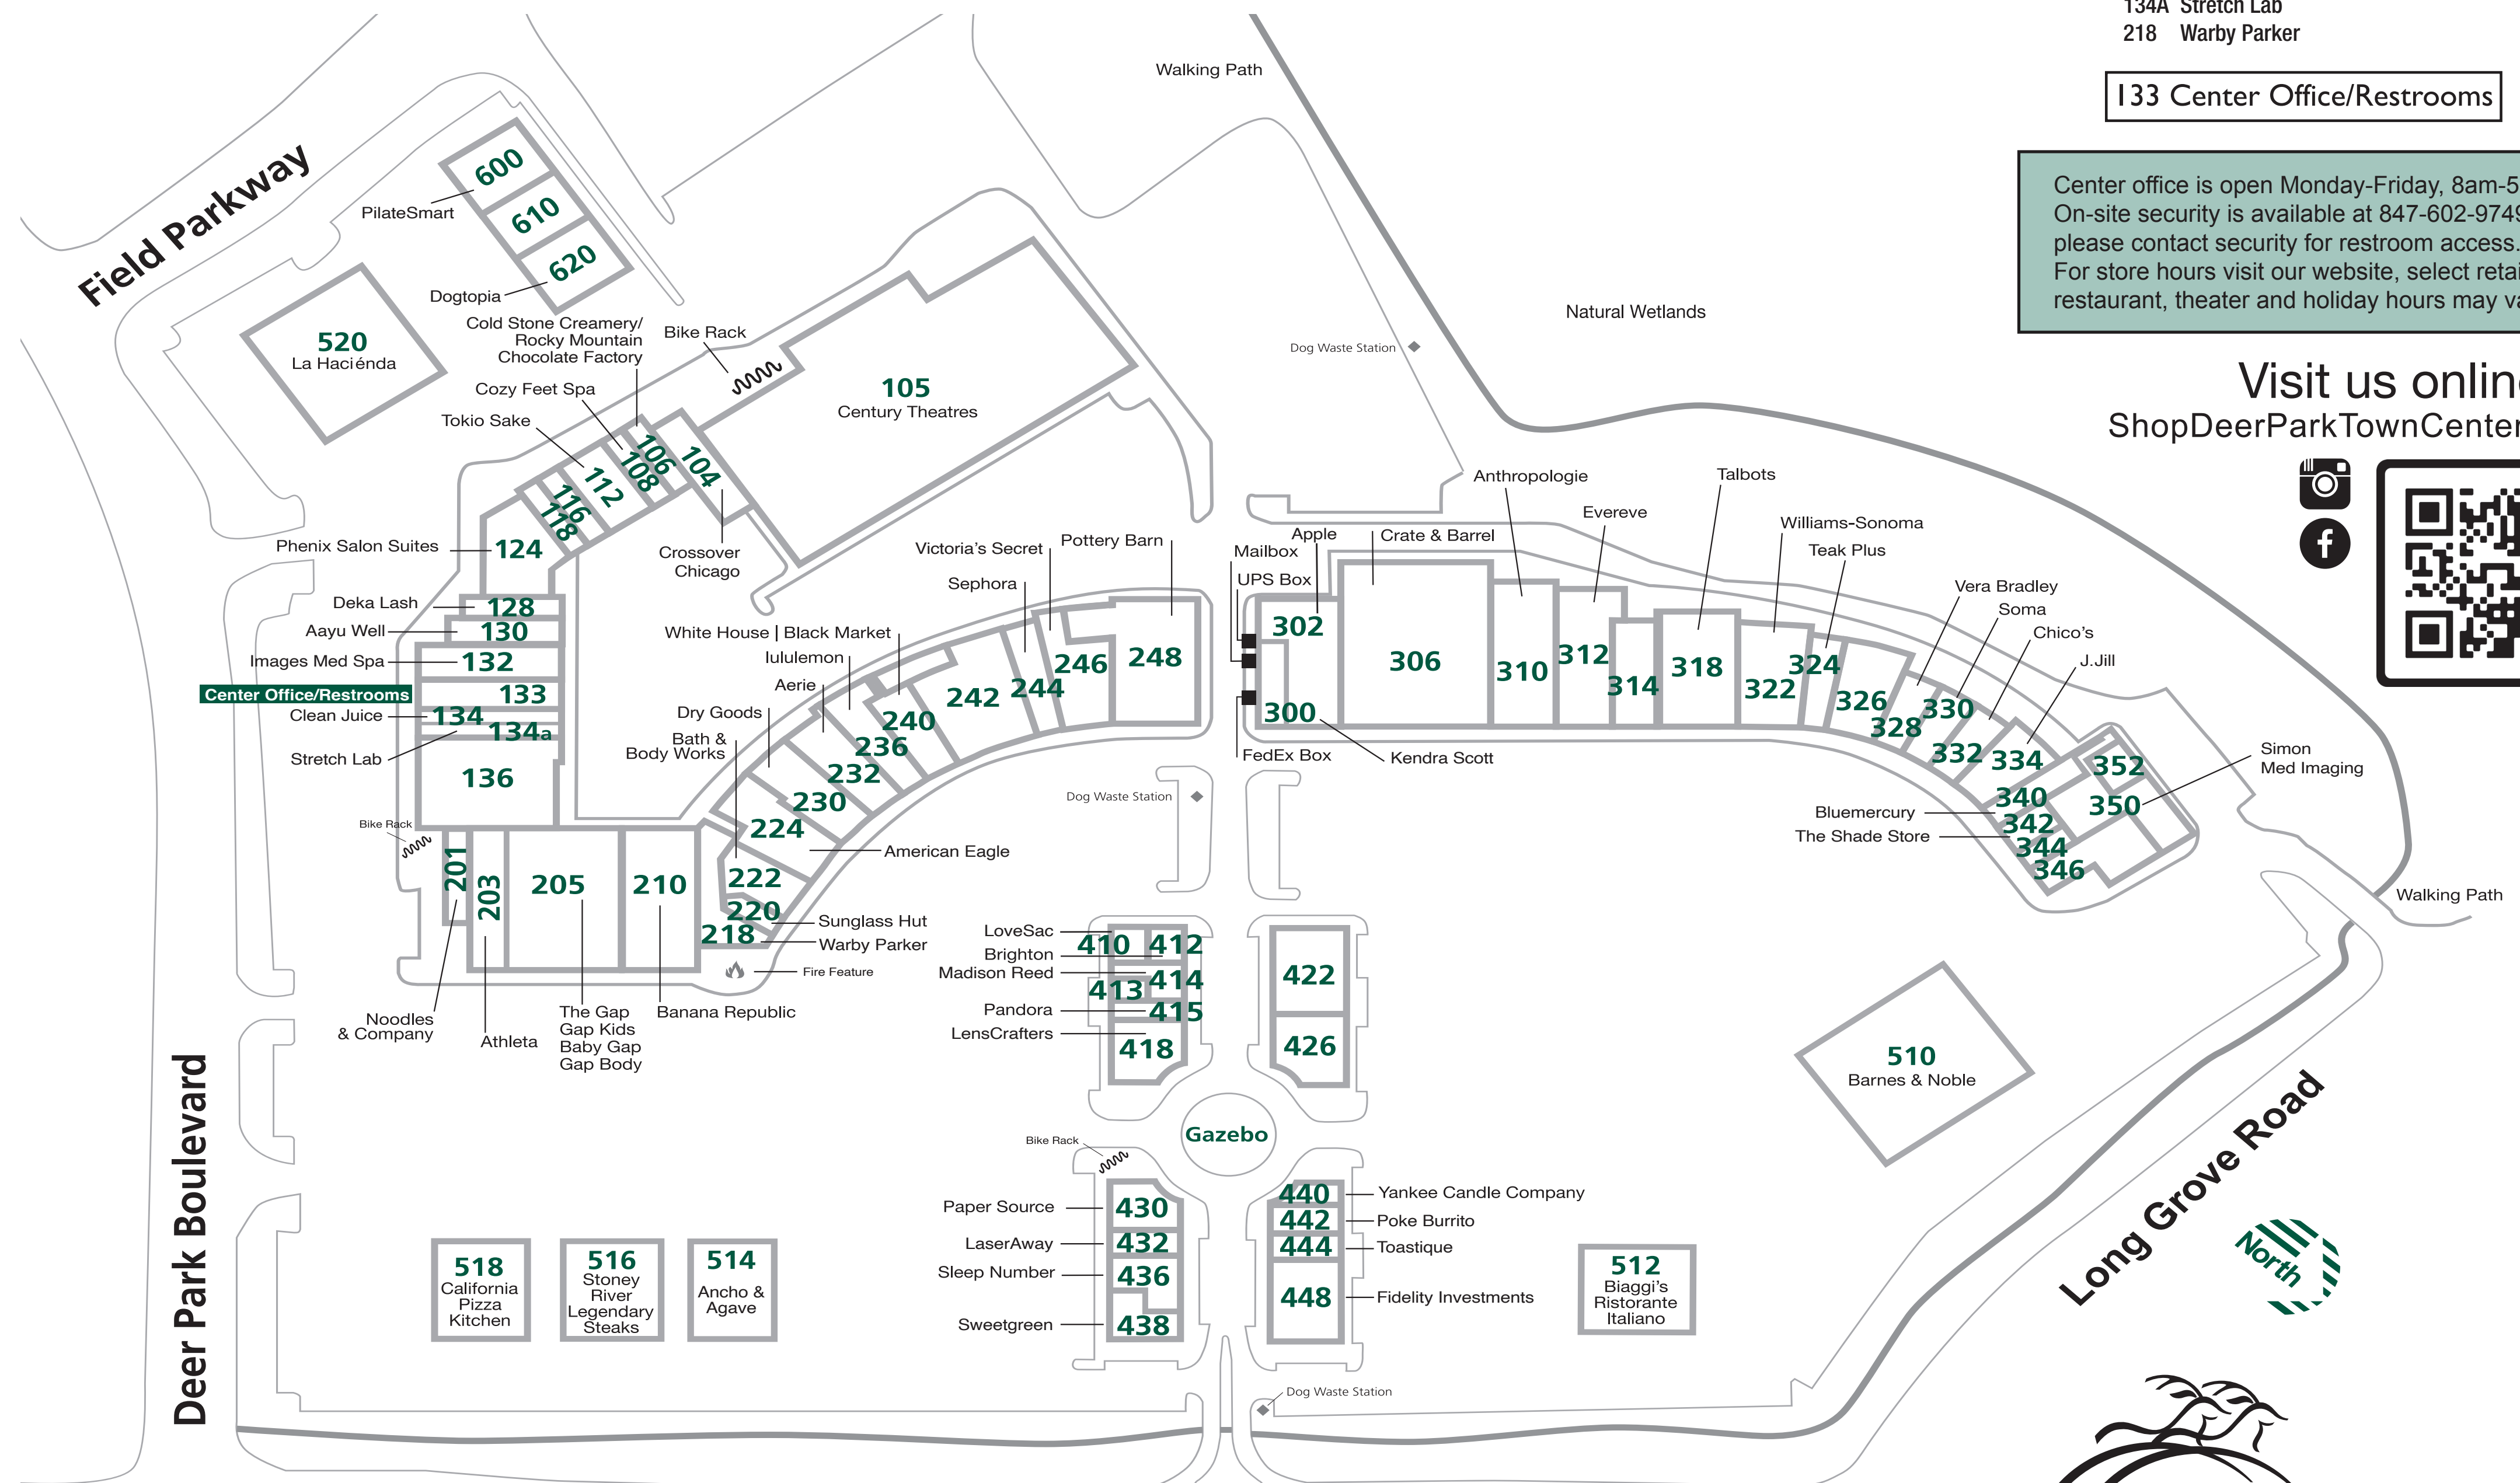 134A Stretch Lab
218 Warby Parker
133 Center Office/Restrooms
Center office is open Monday-Friday, 8am-5
On-site security is available at 847-602-9749
please contact security for restroom access.
For store hours visit our website, select retai
restaurant, theater and holiday hours may va
Visit us online
ShopDeerParkTownCenter
Walking Path
Field Parkway
600
PilateSmart
610
620
Dogtopia
520
La Haciénda
Cold Stone Creamery/
Rocky Mountain
Chocolate Factory
Bike Rack
Cozy Feet Spa
Tokio Sake
105
Century Theatres
Natural Wetlands
Dog Waste Station
104
106
108
112
116
118
124
Phenix Salon Suites
Crossover
Chicago
Deka Lash
128
Aayu Well
130
Images Med Spa
132
Center Office/Restrooms
133
Clean Juice
134
134a
Stretch Lab
136
Bike Rack
201
203
205
210
Noodles
& Company
Athleta
The Gap
Gap Kids
Baby Gap
Gap Body
Banana Republic
Victoria's Secret
Pottery Barn
Sephora
White House | Black Market
lululemon
Aerie
Dry Goods
Bath &
Body Works
248
246
244
242
240
236
232
230
224
American Eagle
222
220
Sunglass Hut
218
Warby Parker
Fire Feature
Mailbox
UPS Box
Apple
Crate & Barrel
Anthropologie
Evereve
Talbots
Williams-Sonoma
Teak Plus
Vera Bradley
Soma
Chico's
J.Jill
302
300
306
310
312
314
318
322
324
326
328
330
332
334
340
342
344
346
350
352
FedEx Box
Kendra Scott
Simon
Med Imaging
Bluemercury
The Shade Store
Walking Path
Dog Waste Station
LoveSac
410
412
Brighton
Madison Reed
413
414
Pandora
415
LensCrafters
418
422
426
Gazebo
Bike Rack
Paper Source
430
LaserAway
432
Sleep Number
436
Sweetgreen
438
440
Yankee Candle Company
442
Poke Burrito
444
Toastique
448
Fidelity Investments
510
Barnes & Noble
512
Biaggi's
Ristorante
Italiano
514
Ancho &
Agave
516
Stoney
River
Legendary
Steaks
518
California
Pizza
Kitchen
Deer Park Boulevard
Long Grove Road
North
Dog Waste Station